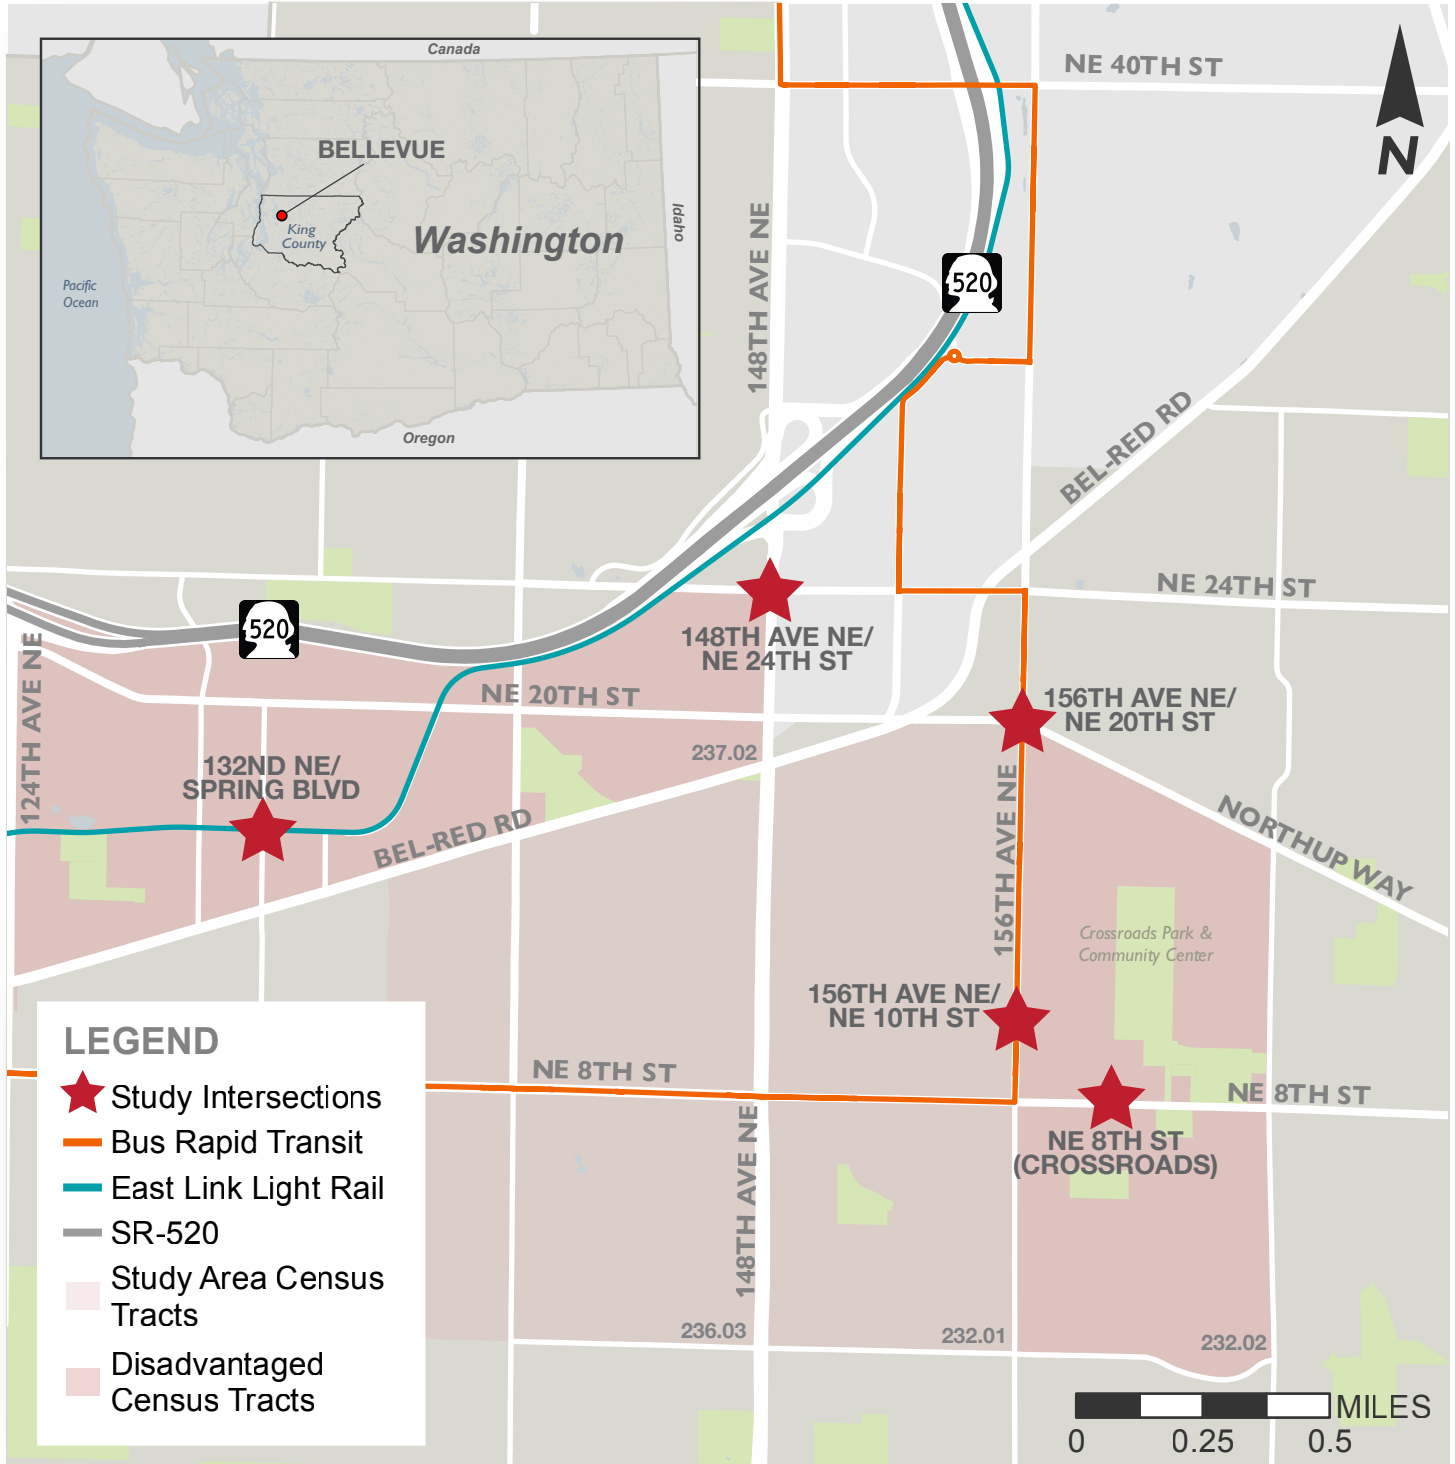 Canada
BELLEVUE
King
County
Washington
Idaho
Pacific
Ocean
Oregon
NE 40TH ST
N
148TH AVE NE
520
BEL-RED RD
NE 24TH ST
520
148TH AVE NE/
NE 24TH ST
124TH AVE NE
NE 20TH ST
156TH AVE NE/
NE 20TH ST
237.02
132ND NE/
SPRING BLVD
BEL-RED RD
156TH AVE NE
NORTHUP WAY
Crossroads Park &
Community Center
156TH AVE NE/
NE 10TH ST
NE 8TH ST
NE 8TH ST
NE 8TH ST
(CROSSROADS)
148TH AVE NE
236.03
232.01
232.02
LEGEND
Study Intersections
Bus Rapid Transit
East Link Light Rail
SR-520
Study Area Census
Tracts
Disadvantaged
Census Tracts
MILES
0 0.25 0.5